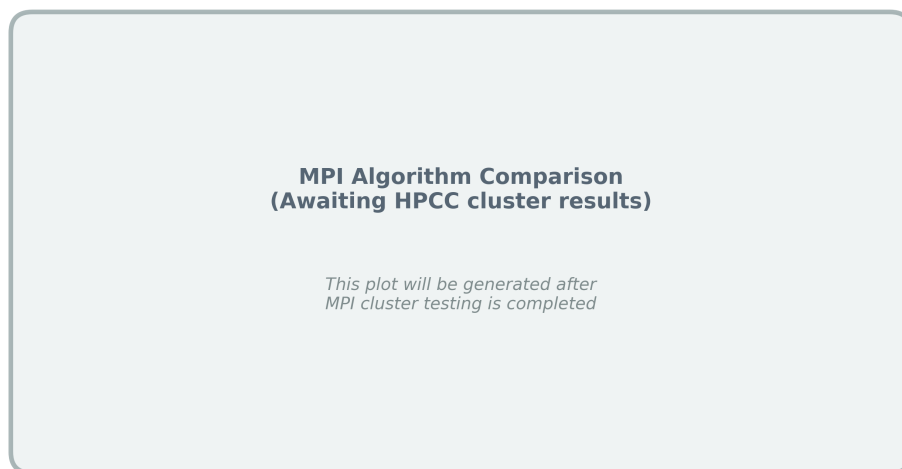 MPI Algorithm Comparison
(Awaiting HPCC cluster results)
This plot will be generated after
MPI cluster testing is completed